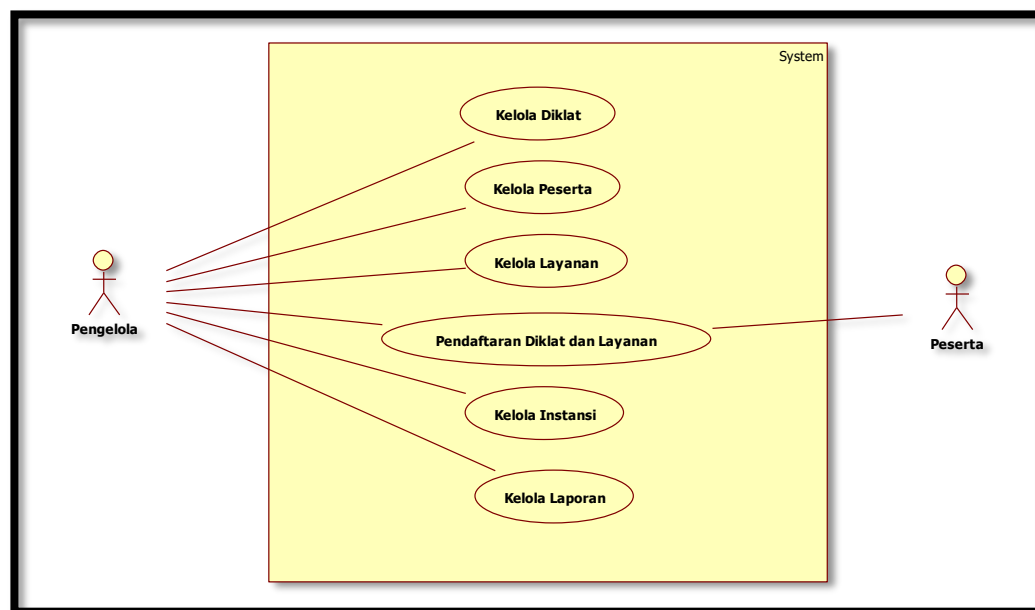 System
Kelola Diklat
Kelola Peserta
Kelola Layanan
Pengelola
Pendaftaran Diklat dan Layanan
Peserta
Kelola Instansi
Kelola Laporan